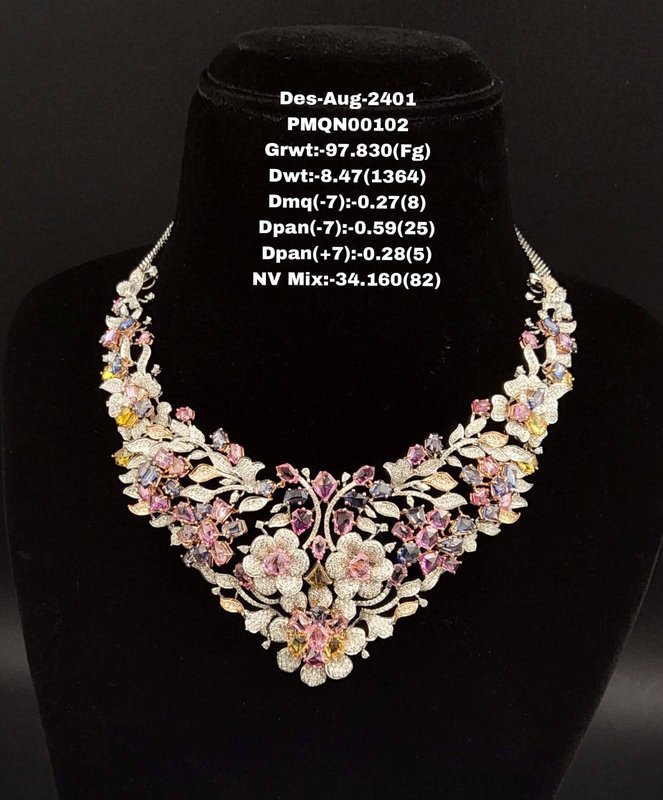 Des-Aug-2401
PMQN00102
Grwt:-97.830(Fg)
Dwt:-8.47(1364)
Dmq(-7):-0.27(8)
Dpan(-7):-0.59(25)
Dpan(+7):-0.28(5)
NV Mix:-34.160(82)